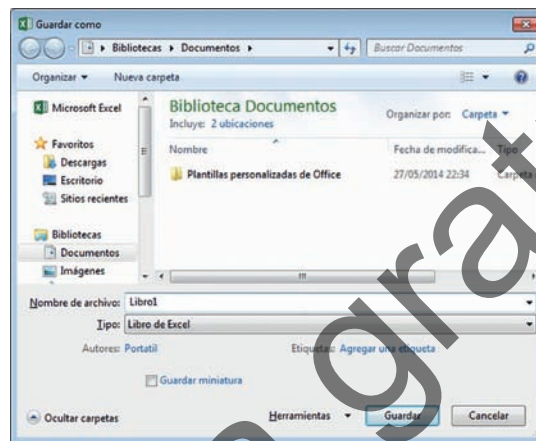 Guardar como
Bibliotecas ▸ Documentos ▸
Buscar Documentos
Organizar ▾ Nueva carpeta
Microsoft Excel
Favoritos
Descargas
Escritorio
Sitios recientes
Bibliotecas
Documentos
Imágenes
Biblioteca Documentos
Incluye: 2 ubicaciones
Organizar por: Carpeta ▾
Nombre Fecha de modifica... Tipo
Plantillas personalizadas de Office 27/05/2014 22:34 Carpeta
Nombre de archivo: Libro1
Tipo: Libro de Excel
Autores: Portatil Etiquetas: Agregar una etiqueta
Guardar miniatura
Ocultar carpetas Herramientas ▾ Guardar Cancelar